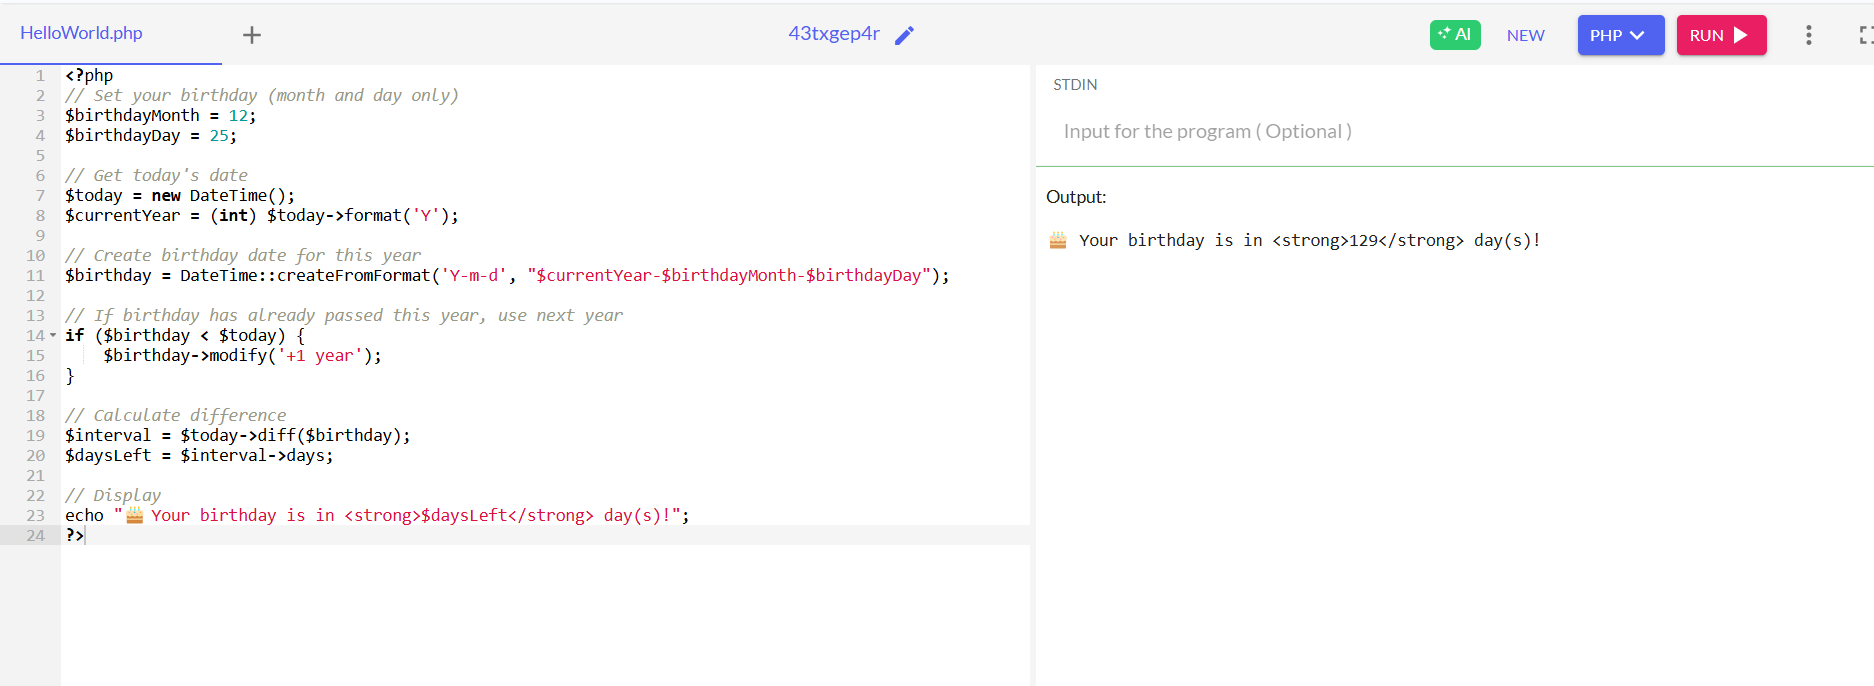 HelloWorld.php
+
43txgep4r
AI
NEW
PHP
RUN
1 <?php
2 // Set your birthday (month and day only)
3 $birthdayMonth = 12;
4 $birthdayDay = 25;
5
6 // Get today's date
7 $today = new DateTime();
8 $currentYear = (int) $today->format('Y');
9
10 // Create birthday date for this year
11 $birthday = DateTime::createFromFormat('Y-m-d', "$currentYear-$birthdayMonth-$birthdayDay");
12
13 // If birthday has already passed this year, use next year
14 if ($birthday < $today) {
15     $birthday->modify('+1 year');
16 }
17
18 // Calculate difference
19 $interval = $today->diff($birthday);
20 $daysLeft = $interval->days;
21
22 // Display
23 echo "🎂 Your birthday is in <strong>$daysLeft</strong> day(s)!";
24 ?>
STDIN
Input for the program ( Optional )
Output:
🎂 Your birthday is in <strong>129</strong> day(s)!